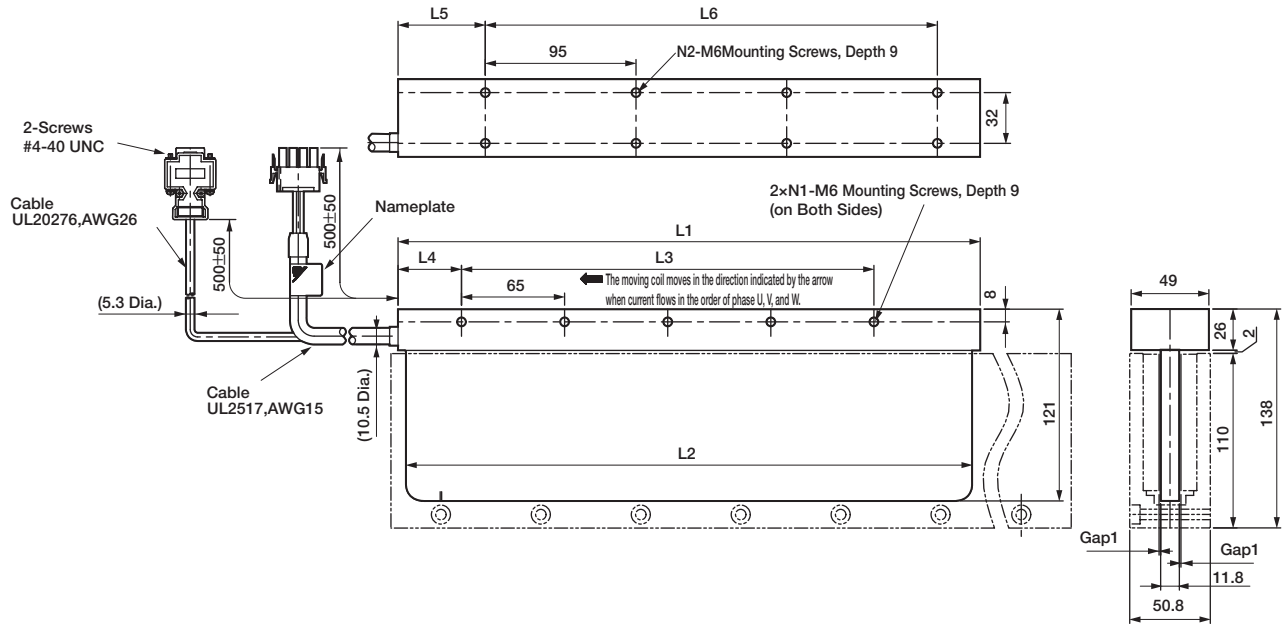 L5
L6
95
N2-M6Mounting Screws, Depth 9
32
2-Screws
#4-40 UNC
Cable
UL20276,AWG26
500±50
500±50
Nameplate
2×N1-M6 Mounting Screws, Depth 9
(on Both Sides)
L1
L4
L3
The moving coil moves in the direction indicated by the arrow
when current flows in the order of phase U, V, and W.
65
8
(5.3 Dia.)
Cable
UL2517,AWG15
(10.5 Dia.)
L2
121
49
26
2
110
138
Gap1
Gap1
11.8
50.8